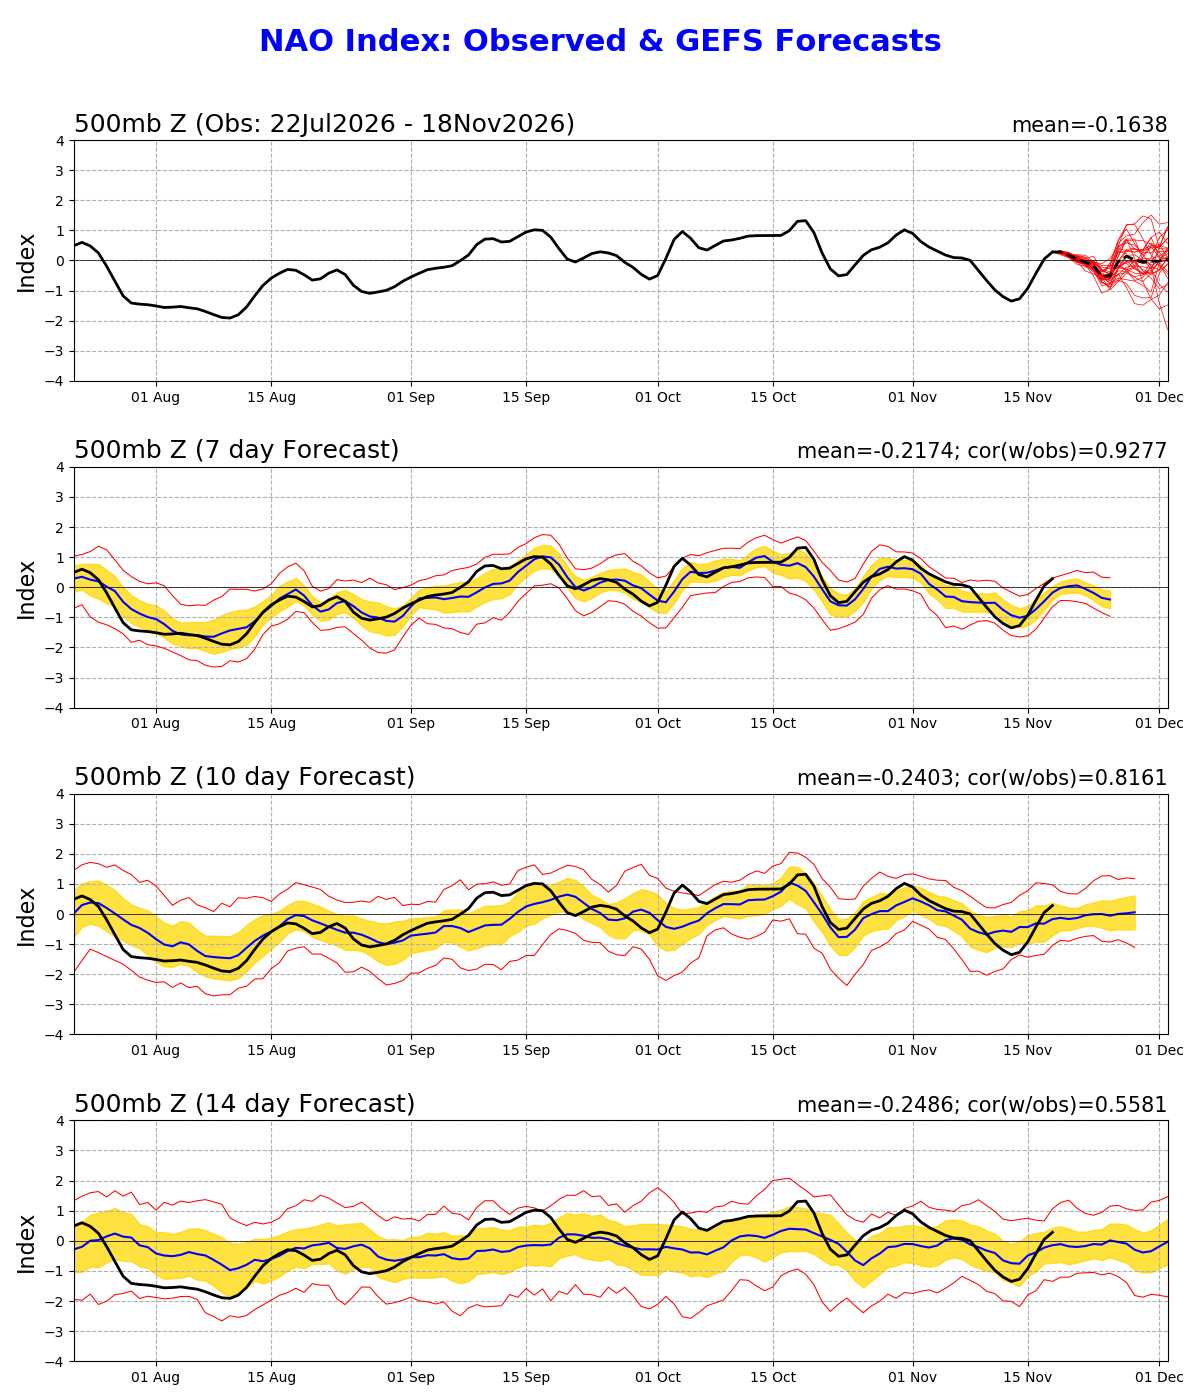 NAO Index: Observed & GEFS Forecasts
500mb Z (Obs: 22Jul2026 - 18Nov2026)
mean=-0.1638
4
3
2
1
0
−1
−2
−3
−4
Index
01 Aug
15 Aug
01 Sep
15 Sep
01 Oct
15 Oct
01 Nov
15 Nov
01 Dec
500mb Z (7 day Forecast)
mean=-0.2174; cor(w/obs)=0.9277
4
3
2
1
0
−1
−2
−3
−4
Index
01 Aug
15 Aug
01 Sep
15 Sep
01 Oct
15 Oct
01 Nov
15 Nov
01 Dec
500mb Z (10 day Forecast)
mean=-0.2403; cor(w/obs)=0.8161
4
3
2
1
0
−1
−2
−3
−4
Index
01 Aug
15 Aug
01 Sep
15 Sep
01 Oct
15 Oct
01 Nov
15 Nov
01 Dec
500mb Z (14 day Forecast)
mean=-0.2486; cor(w/obs)=0.5581
4
3
2
1
0
−1
−2
−3
−4
Index
01 Aug
15 Aug
01 Sep
15 Sep
01 Oct
15 Oct
01 Nov
15 Nov
01 Dec